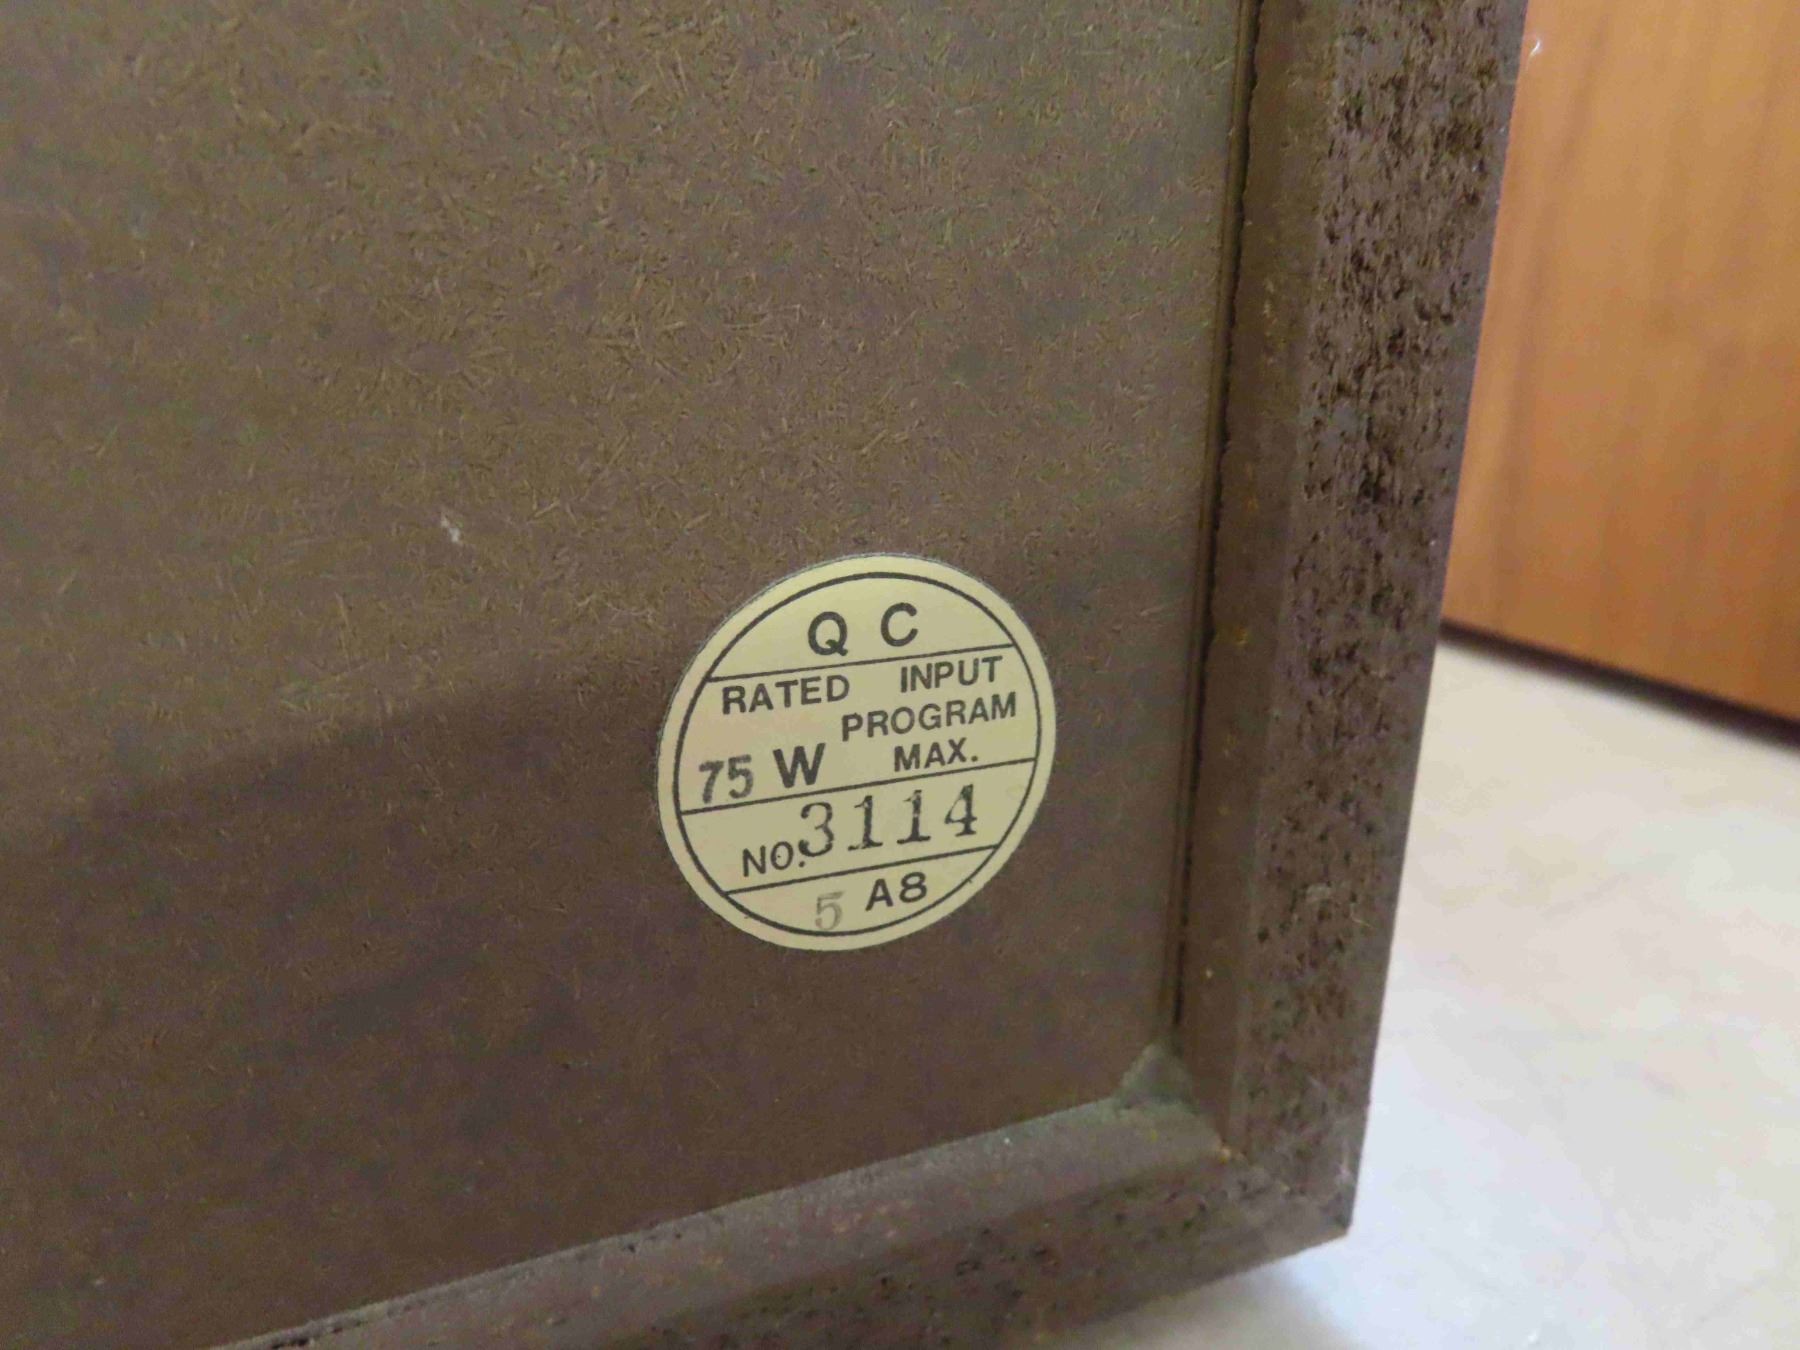 Q C
RATED INPUT
PROGRAM
75 W MAX.
NO. 3114
5 A8